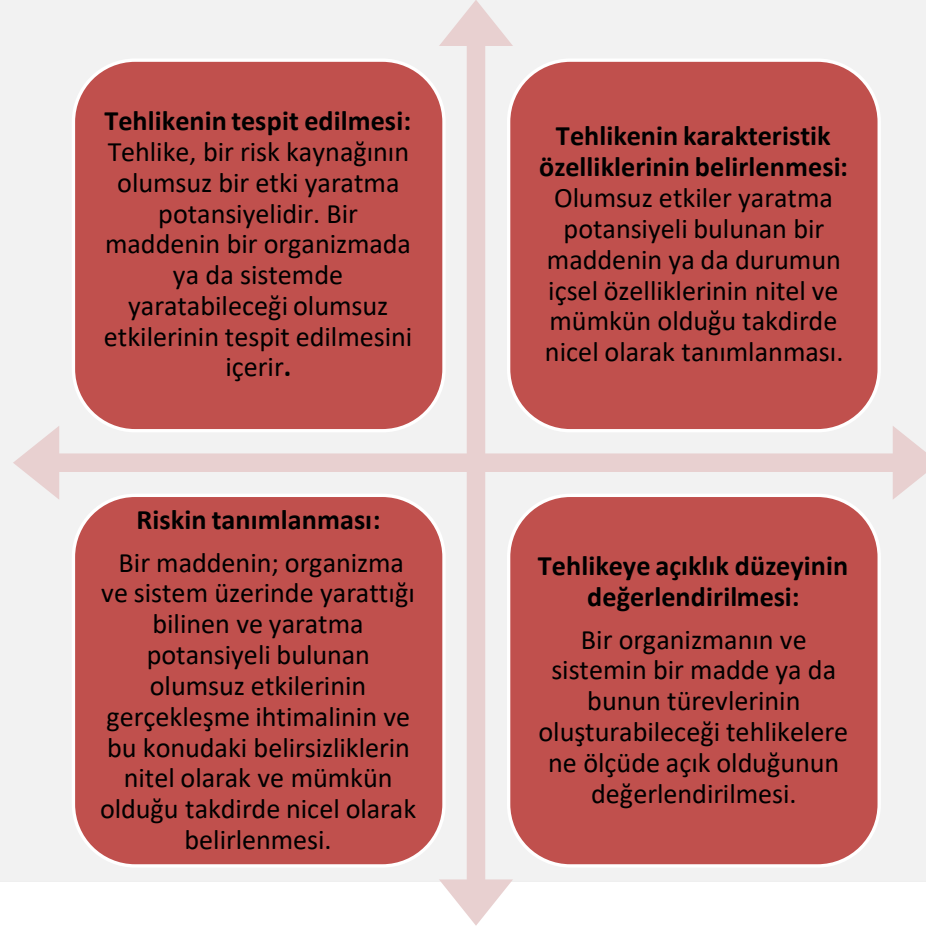 Tehlikenin tespit edilmesi:
Tehlike, bir risk kaynağının
olumsuz bir etki yaratma
potansiyelidir. Bir
maddenin bir organizmada
ya da sistemde
yaratabileceği olumsuz
etkilerinin tespit edilmesini
içerir.
Tehlikenin karakteristik
özelliklerinin belirlenmesi:
Olumsuz etkiler yaratma
potansiyeli bulunan bir
maddenin ya da durumun
içsel özelliklerinin nitel ve
mümkün olduğu takdirde
nicel olarak tanımlanması.
Riskin tanımlanması:
Bir maddenin; organizma
ve sistem üzerinde yarattığı
bilinen ve yaratma
potansiyeli bulunan
olumsuz etkilerinin
gerçekleşme ihtimalinin ve
bu konudaki belirsizliklerin
nitel olarak ve mümkün
olduğu takdirde nicel olarak
belirlenmesi.
Tehlikeye açıklık düzeyinin
değerlendirilmesi:
Bir organizmanın ve
sistemin bir madde ya da
bunun türevlerinin
oluşturabileceği tehlikelere
ne ölçüde açık olduğunun
değerlendirilmesi.